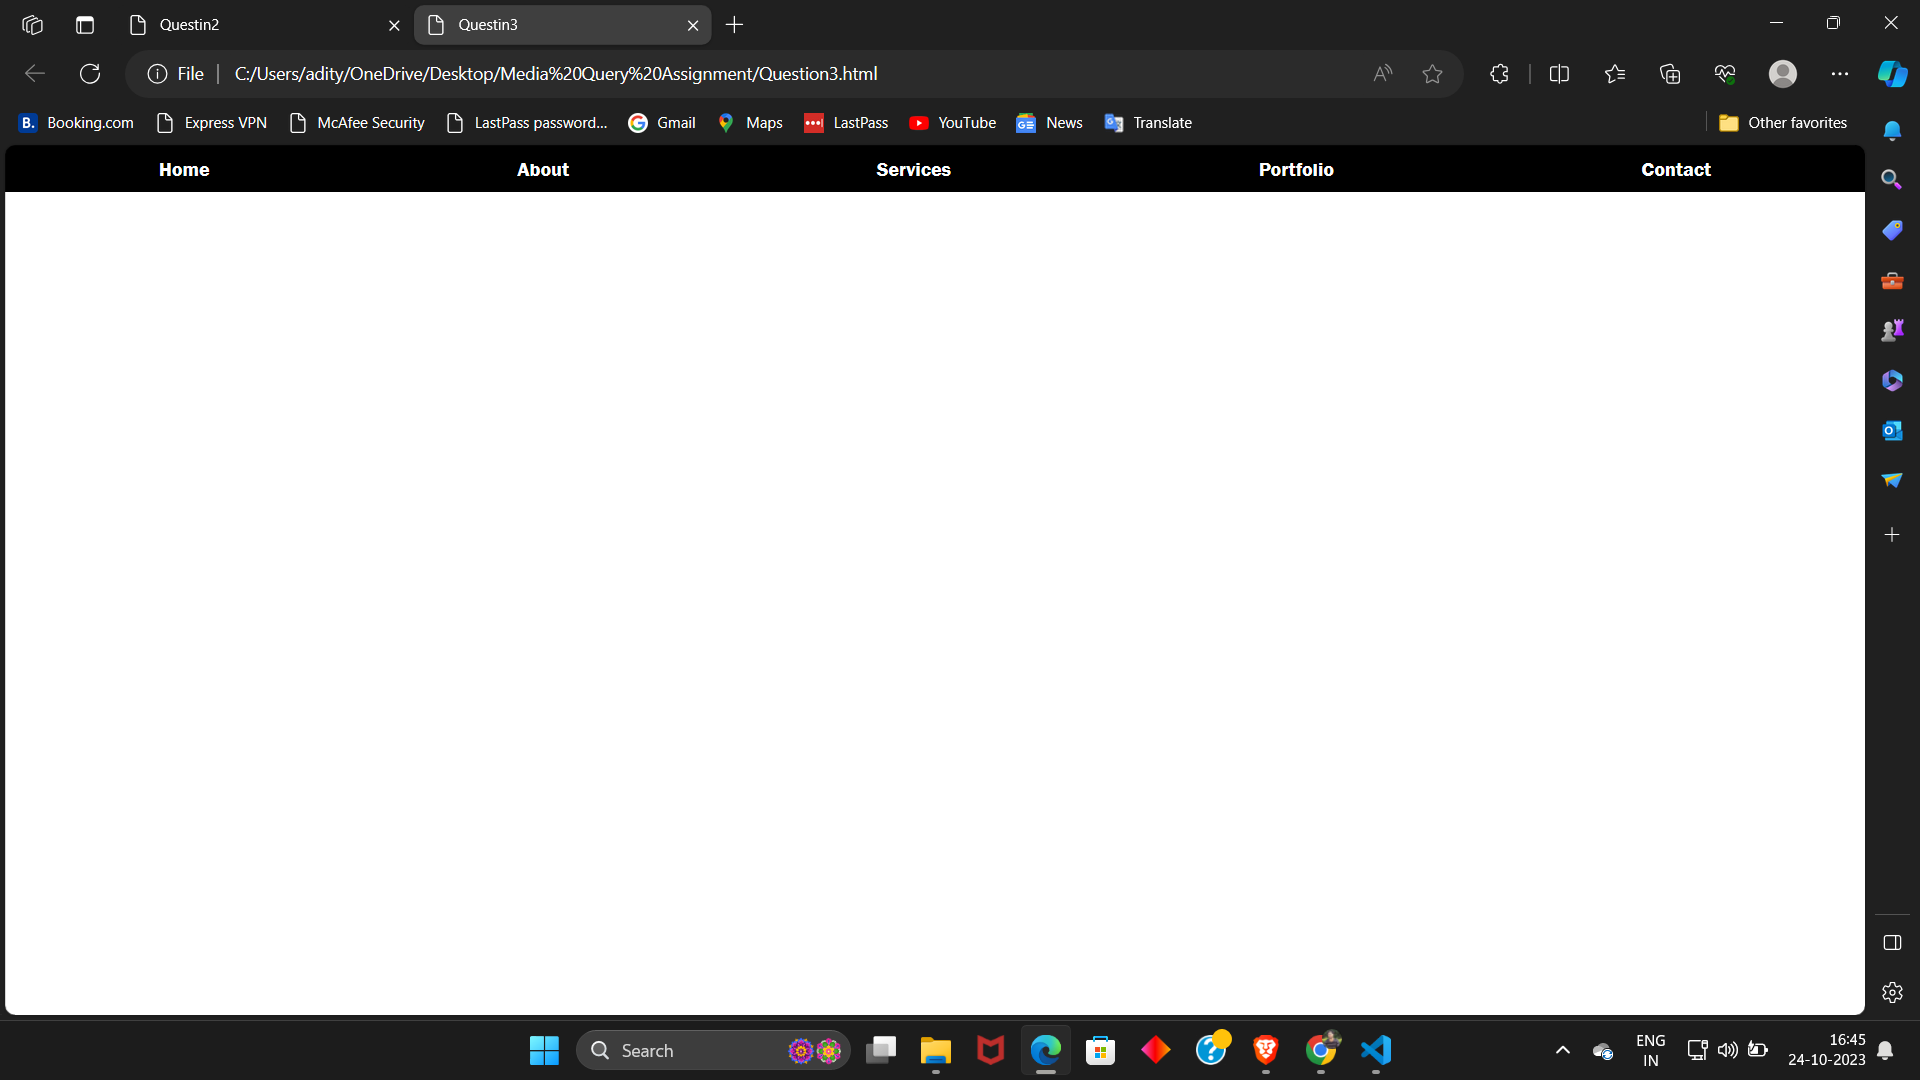 Questin2
Questin3
File
C:/Users/adity/OneDrive/Desktop/Media%20Query%20Assignment/Question3.html
B. Booking.com
Express VPN
McAfee Security
LastPass password...
Gmail
Maps
LastPass
YouTube
News
Translate
Other favorites
Home
About
Services
Portfolio
Contact
Search
ENG
IN
16:45
24-10-2023